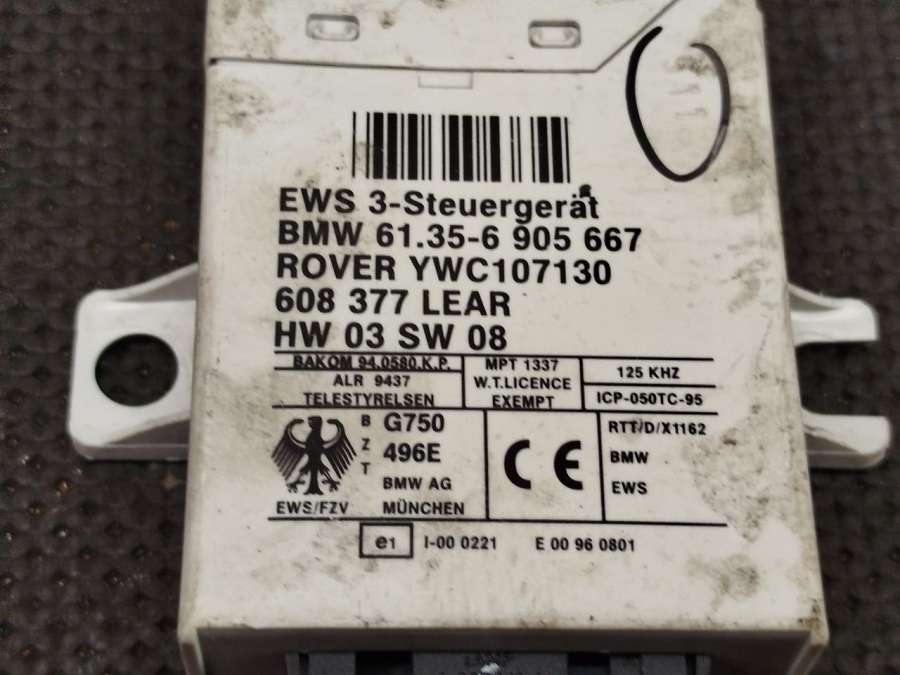 EWS 3-Steuergerät
BMW 61.35-6 905 667
ROVER YWC107130
608 377 LEAR
HW 03 SW 08
BAKOM 94.0580.K.P.
ALR 9437
TELESTYRELSEN
MPT 1337
W.T.LICENCE
EXEMPT
125 KHZ
ICP-050TC-95
BZT
G750
496E
BMW AG
MÜNCHEN
EWS/FZV
CE
RTT/D/X1162
BMW
EWS
e1 I-00 0221 E 00 96 0801